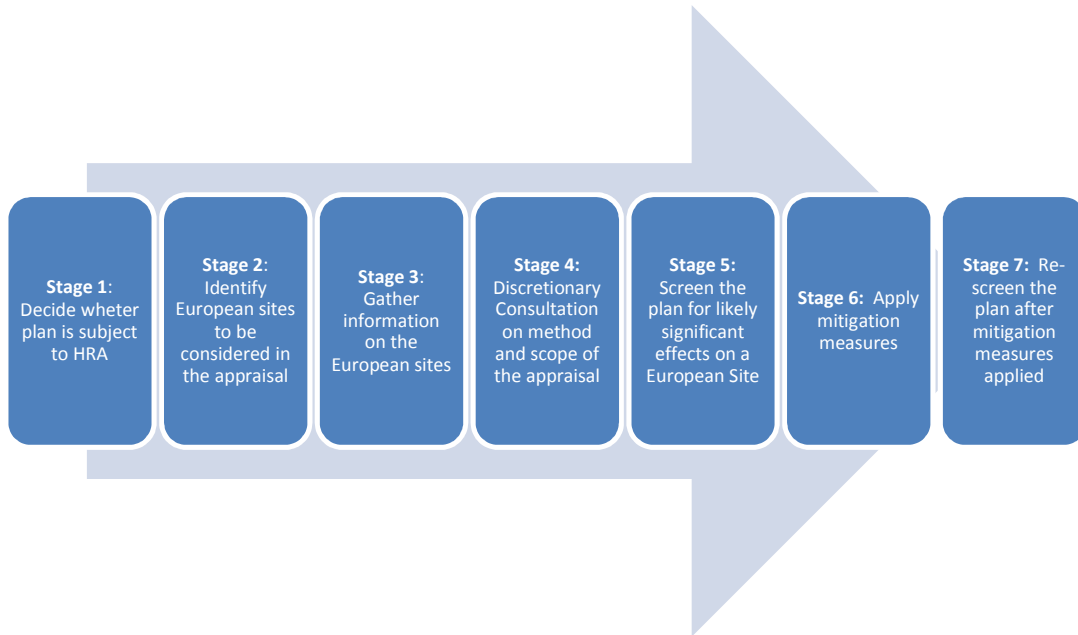 Stage 1:
Decide wheter
plan is subject
to HRA
Stage 2:
Identify
European sites
to be
considered in
the appraisal
Stage 3:
Gather
information
on the
European sites
Stage 4:
Discretionary
Consultation
on method
and scope of
the appraisal
Stage 5:
Screen the
plan for likely
significant
effects on a
European Site
Stage 6: Apply
mitigation
measures
Stage 7: Re-
screen the
plan after
mitigation
measures
applied